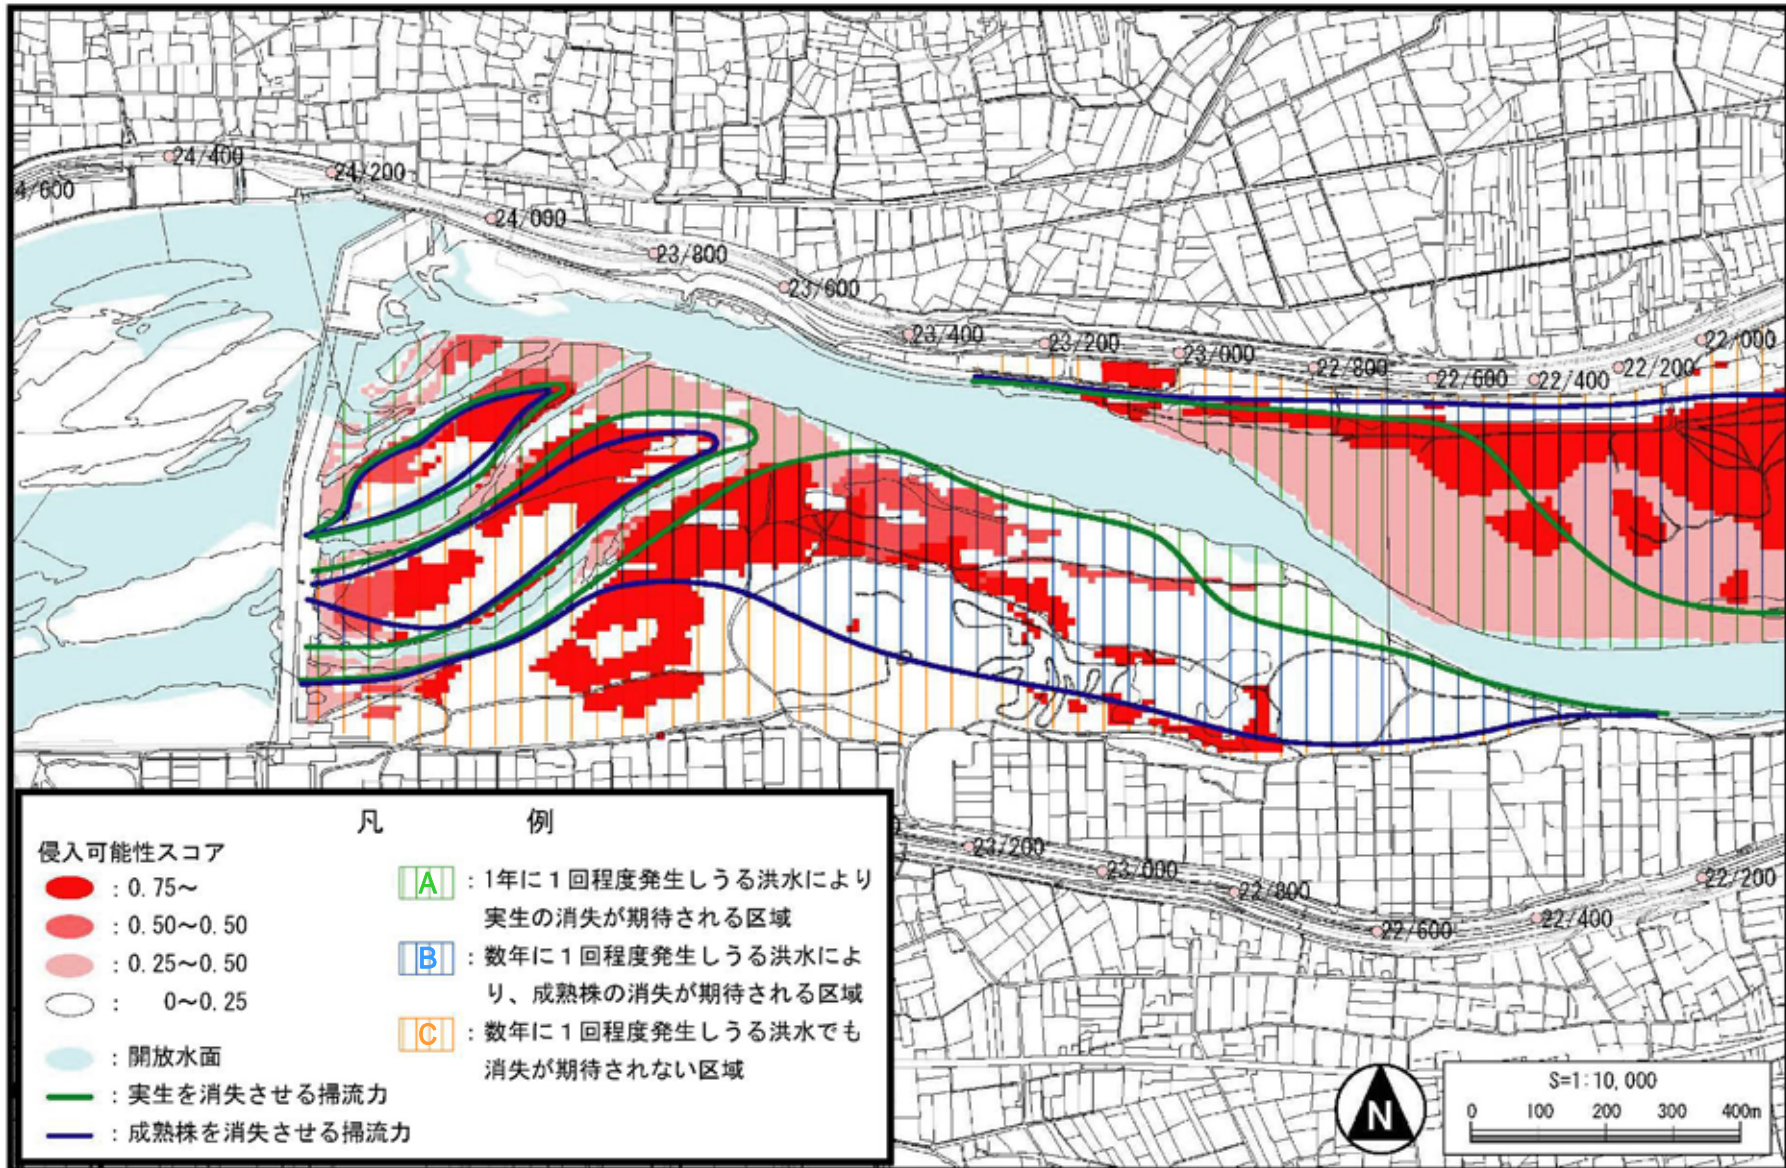 24/400
24/200
4/600
24/000
23/800
23/600
23/400
23/200
23/000
22/800
22/600
22/400
22/200
22/000
凡 例
侵入可能性スコア
: 0.75～
: 0.50～0.50
: 0.25～0.50
: 0～0.25
: 開放水面
: 実生を消失させる掃流力
: 成熟株を消失させる掃流力
A : 1年に1回程度発生しうる洪水により
実生の消失が期待される区域
B : 数年に1回程度発生しうる洪水によ
り、成熟株の消失が期待される区域
C : 数年に1回程度発生しうる洪水でも
消失が期待されない区域
23/200
23/000
22/800
22/600
22/400
22/200
N
S=1:10,000
0 100 200 300 400m